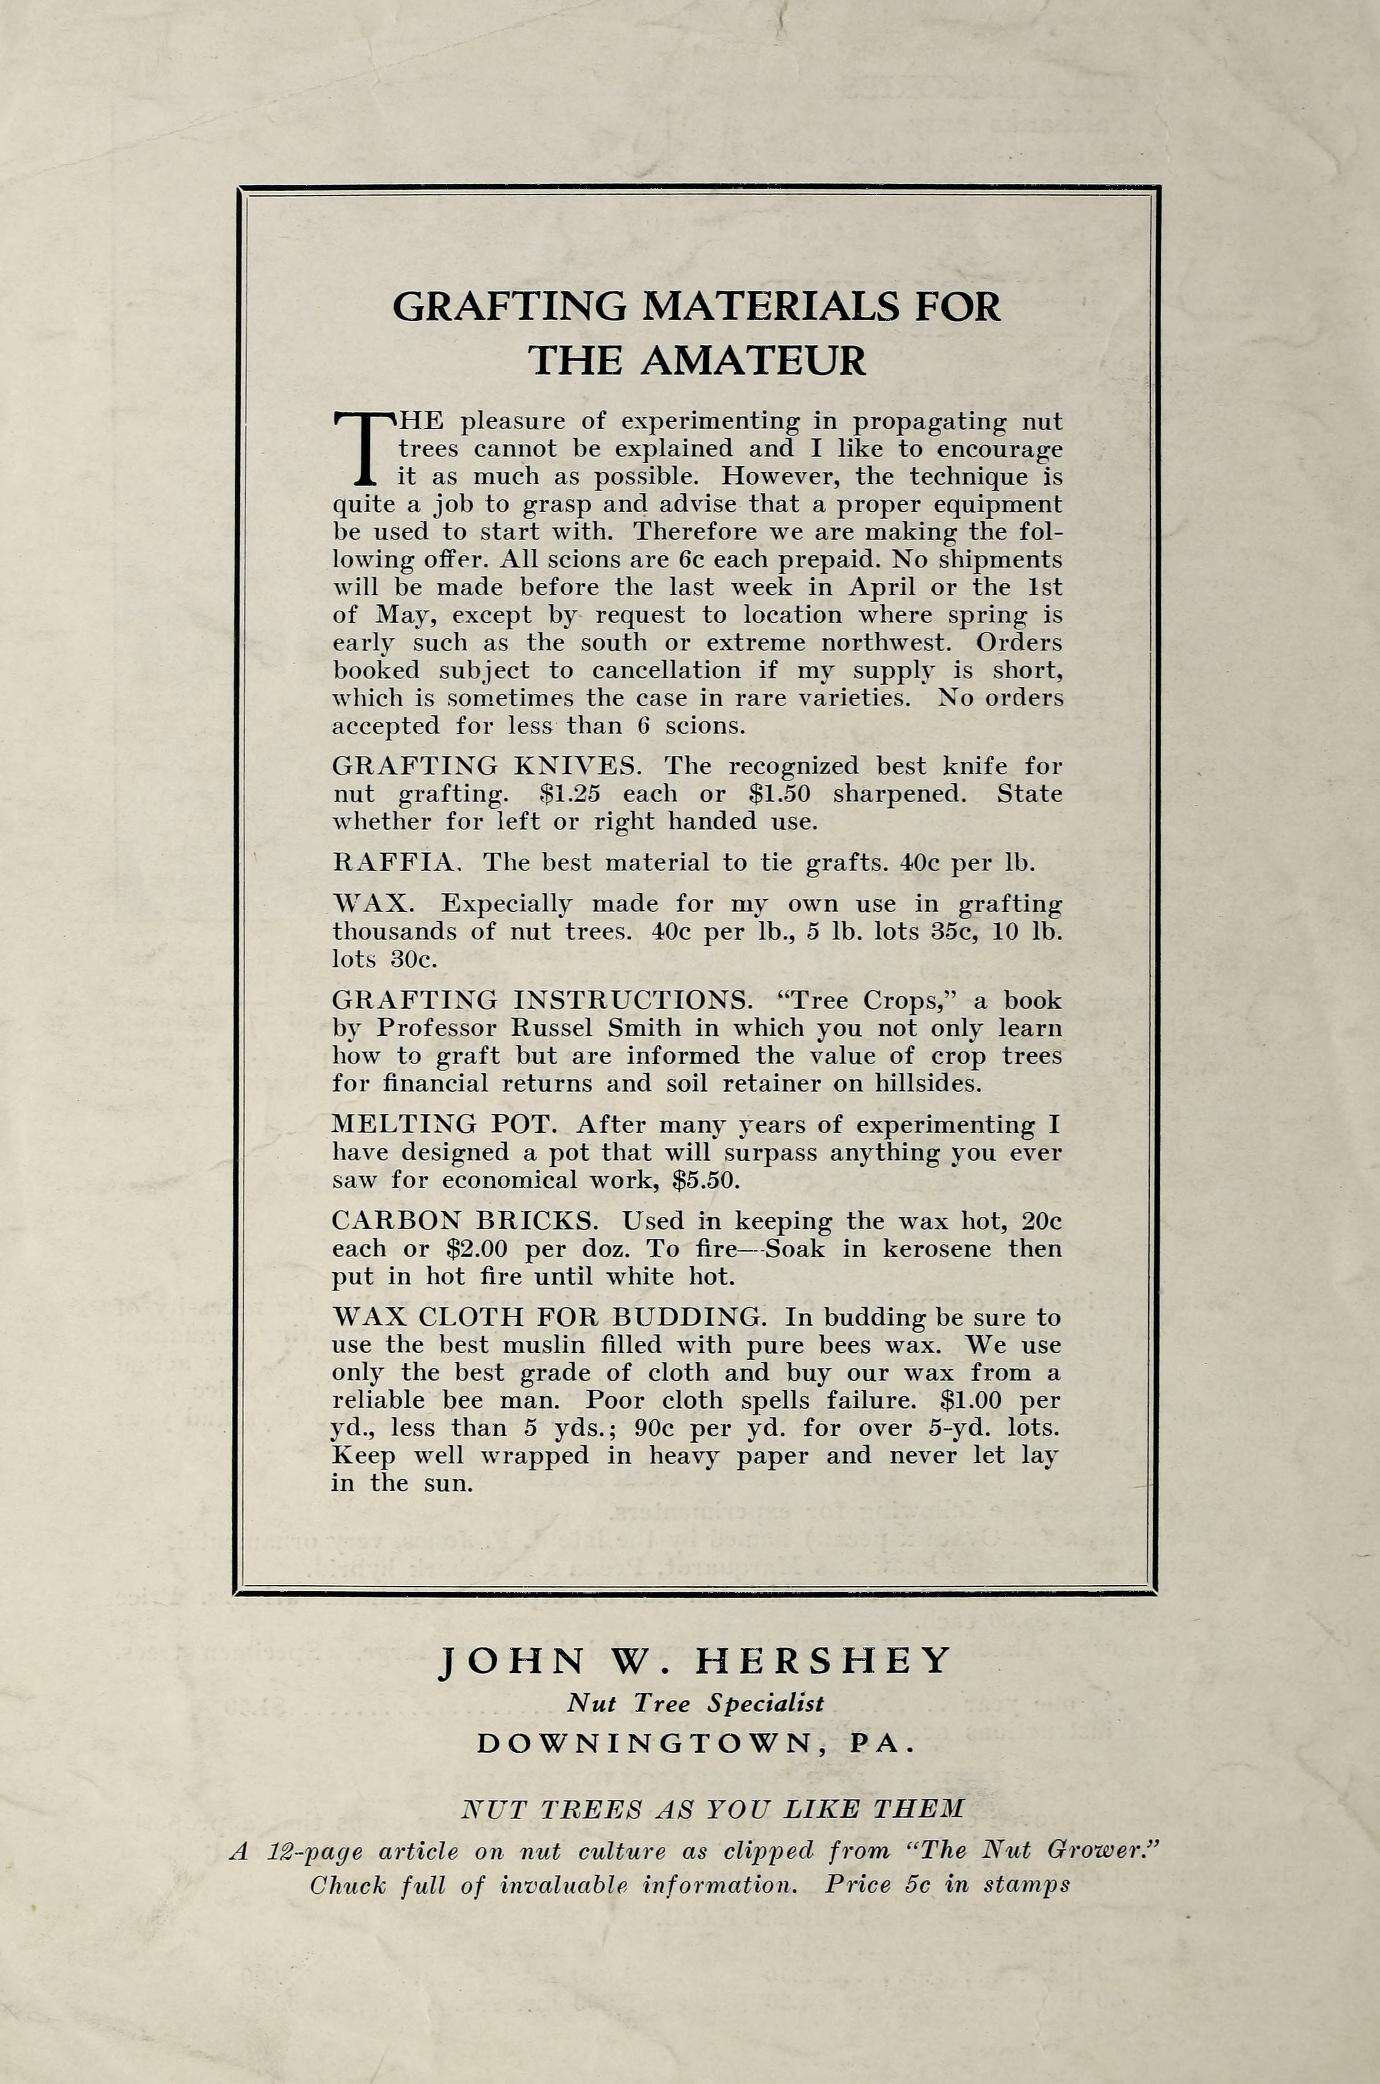 GRAFTING MATERIALS FOR
THE AMATEUR
THE pleasure of experimenting in propagating nut
trees cannot be explained and I like to encourage
it as much as possible. However, the technique is
quite a job to grasp and advise that a proper equipment
be used to start with. Therefore we are making the fol-
lowing offer. All scions are 6c each prepaid. No shipments
will be made before the last week in April or the 1st
of May, except by request to location where spring is
early such as the south or extreme northwest. Orders
booked subject to cancellation if my supply is short,
which is sometimes the case in rare varieties. No orders
accepted for less than 6 scions.
GRAFTING KNIVES. The recognized best knife for
nut grafting. $1.25 each or $1.50 sharpened. State
whether for left or right handed use.
RAFFIA. The best material to tie grafts. 40c per lb.
WAX. Expecially made for my own use in grafting
thousands of nut trees. 40c per lb., 5 lb. lots 35c, 10 lb.
lots 30c.
GRAFTING INSTRUCTIONS. “Tree Crops,” a book
by Professor Russel Smith in which you not only learn
how to graft but are informed the value of crop trees
for financial returns and soil retainer on hillsides.
MELTING POT. After many years of experimenting I
have designed a pot that will surpass anything you ever
saw for economical work, $5.50.
CARBON BRICKS. Used in keeping the wax hot, 20c
each or $2.00 per doz. To fire—Soak in kerosene then
put in hot fire until white hot.
WAX CLOTH FOR BUDDING. In budding be sure to
use the best muslin filled with pure bees wax. We use
only the best grade of cloth and buy our wax from a
reliable bee man. Poor cloth spells failure. $1.00 per
yd., less than 5 yds.; 90c per yd. for over 5-yd. lots.
Keep well wrapped in heavy paper and never let lay
in the sun.
JOHN W. HERSHEY
Nut Tree Specialist
DOWNINGTOWN, PA.
NUT TREES AS YOU LIKE THEM
A 12-page article on nut culture as clipped from “The Nut Grower.”
Chuck full of invaluable information. Price 5c in stamps